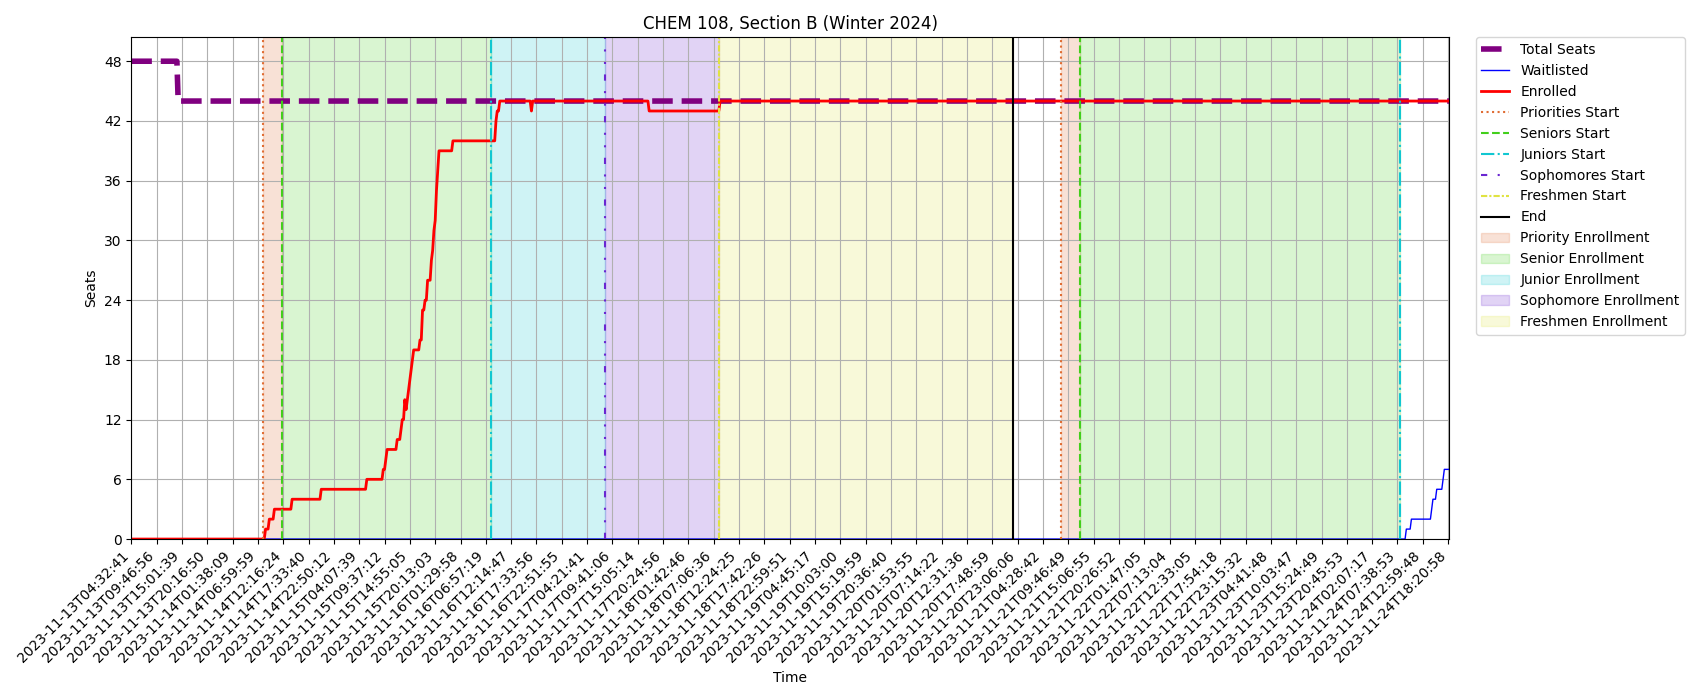 CHEM 108, Section B (Winter 2024)
Seats
48
42
36
30
24
18
12
6
0
2023-11-13T04:32:41
2023-11-13T09:46:56
2023-11-13T15:01:39
2023-11-13T20:16:50
2023-11-14T01:38:09
2023-11-14T06:59:59
2023-11-14T12:16:24
2023-11-14T17:33:40
2023-11-14T22:50:12
2023-11-15T04:07:39
2023-11-15T09:37:12
2023-11-15T14:55:05
2023-11-15T20:13:03
2023-11-16T01:29:58
2023-11-16T06:57:19
2023-11-16T12:14:47
2023-11-16T17:33:56
2023-11-16T22:51:55
2023-11-17T04:21:41
2023-11-17T09:41:06
2023-11-17T15:05:14
2023-11-17T20:24:56
2023-11-18T01:42:46
2023-11-18T07:06:36
2023-11-18T12:24:25
2023-11-18T17:42:26
2023-11-18T22:59:51
2023-11-19T04:45:17
2023-11-19T10:03:00
2023-11-19T15:19:59
2023-11-19T20:36:40
2023-11-20T01:53:55
2023-11-20T07:14:22
2023-11-20T12:31:36
2023-11-20T17:48:59
2023-11-20T23:06:06
2023-11-21T04:28:42
2023-11-21T09:46:49
2023-11-21T15:06:55
2023-11-21T20:26:52
2023-11-22T01:47:05
2023-11-22T07:13:04
2023-11-22T12:33:05
2023-11-22T17:54:18
2023-11-22T23:15:32
2023-11-23T04:41:48
2023-11-23T10:03:47
2023-11-23T15:24:49
2023-11-23T20:45:53
2023-11-24T02:07:17
2023-11-24T07:38:53
2023-11-24T12:59:48
2023-11-24T18:20:58
Time
Total Seats
Waitlisted
Enrolled
Priorities Start
Seniors Start
Juniors Start
Sophomores Start
Freshmen Start
End
Priority Enrollment
Senior Enrollment
Junior Enrollment
Sophomore Enrollment
Freshmen Enrollment